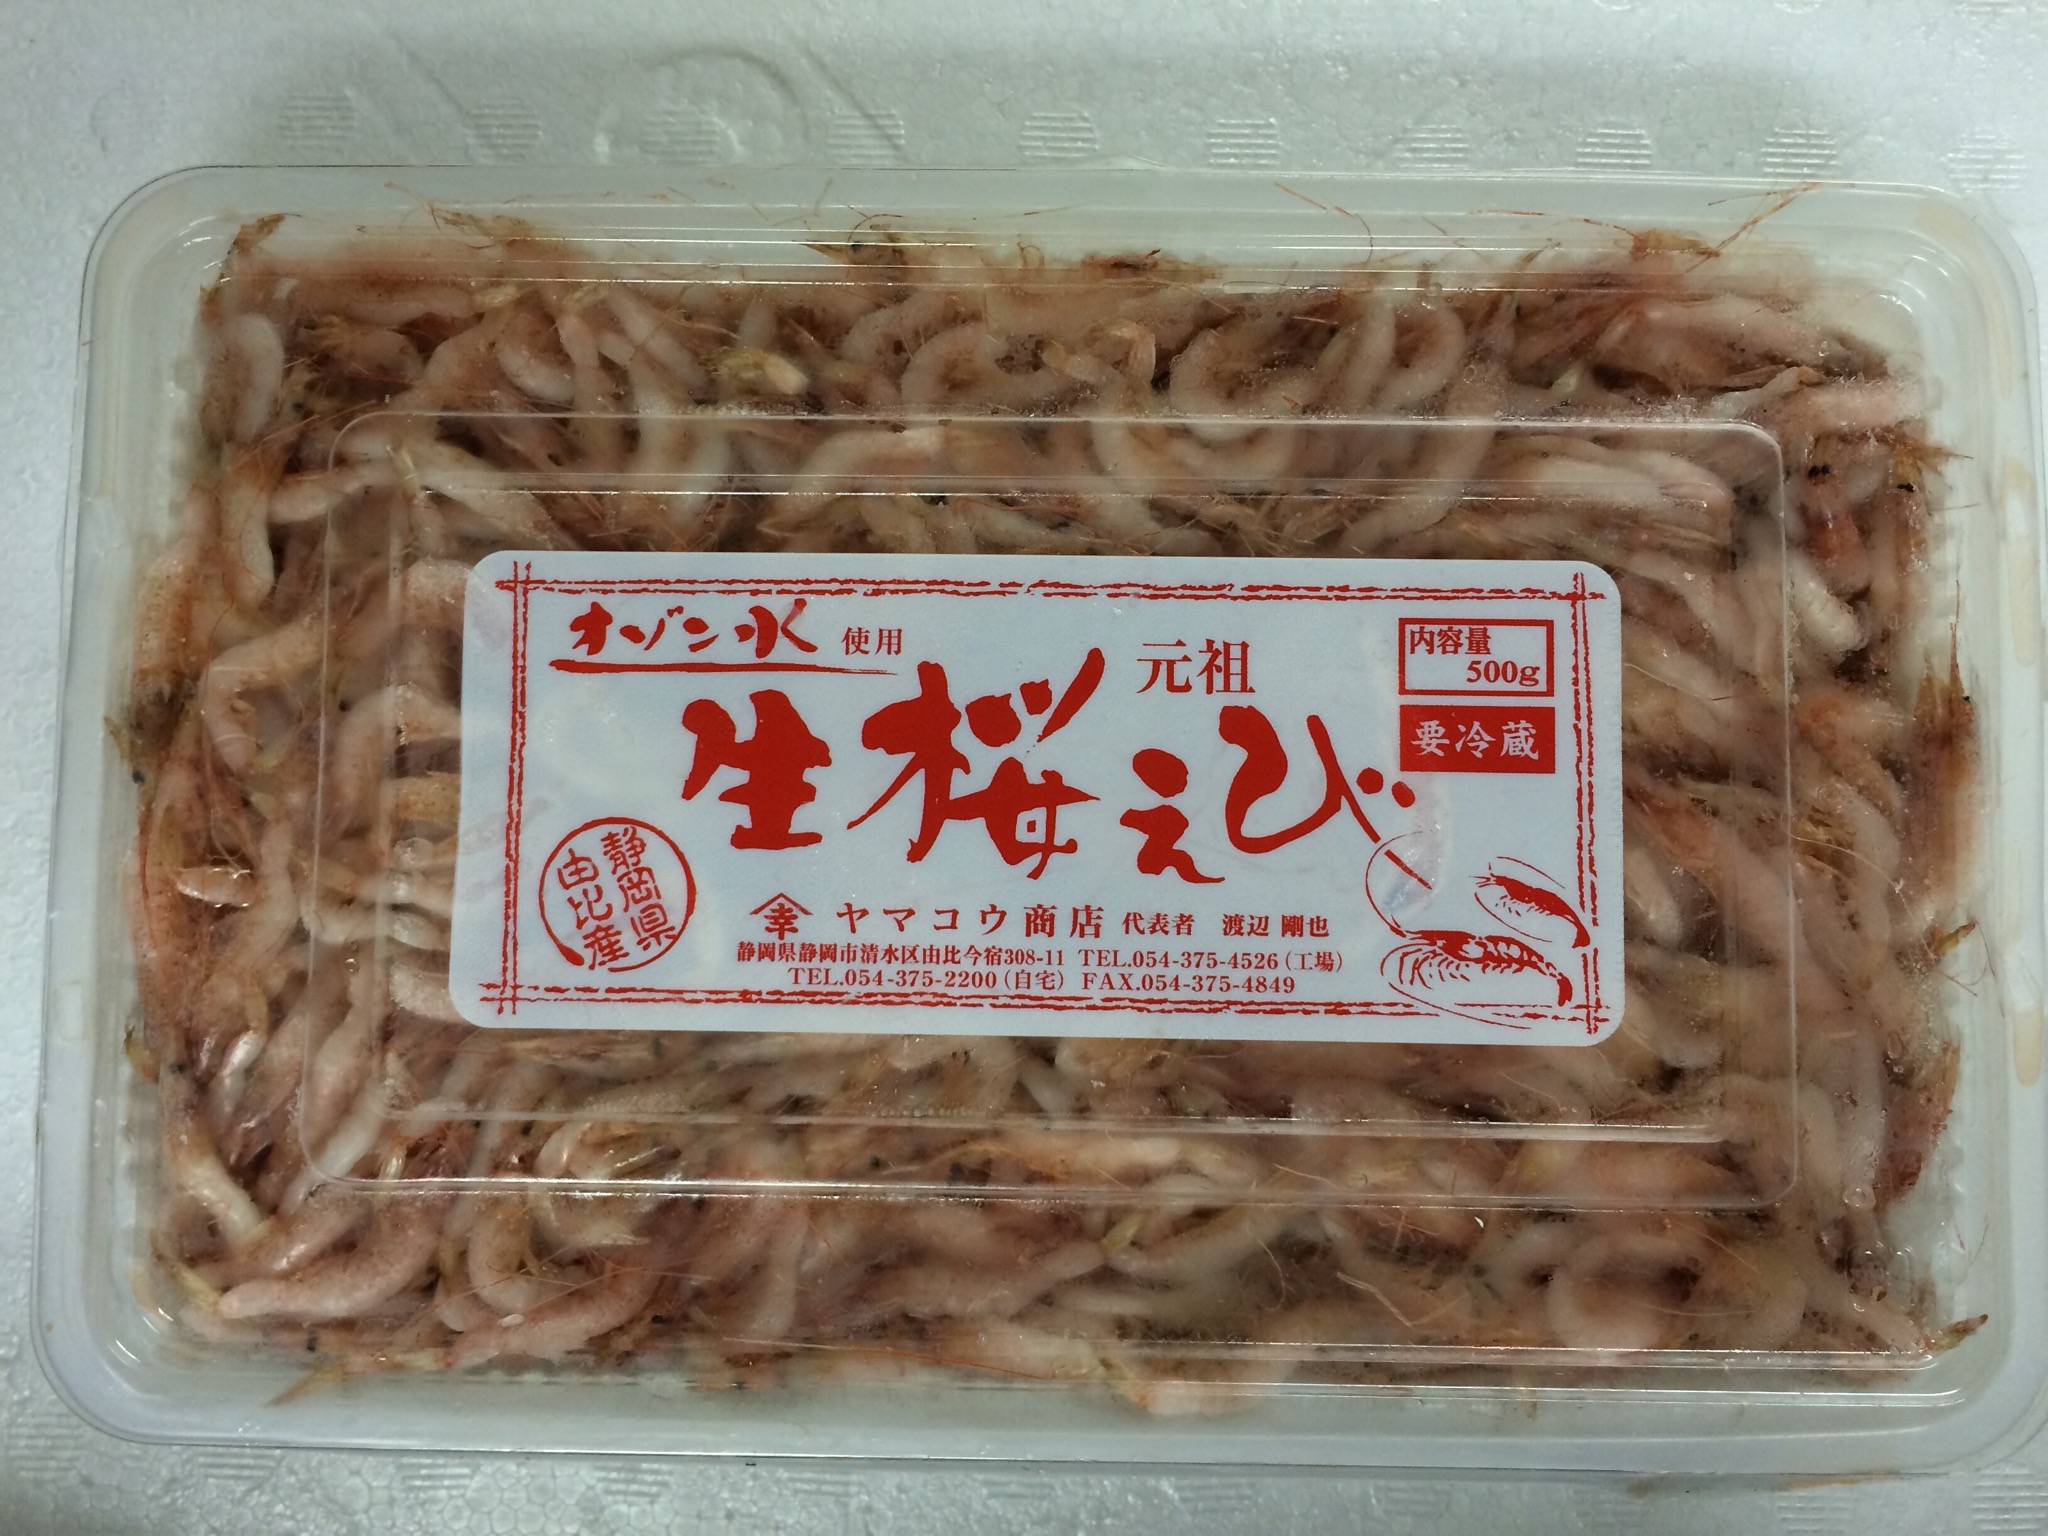 オゾン水 使用
元祖
生桜えび
内容量
500g
要冷蔵
静岡県
由比産
幸 ヤマコウ商店 代表者 渡辺 剛也
静岡県静岡市清水区由比今宿308-11 TEL.054-375-4526(工場)
TEL.054-375-2200(自宅) FAX.054-375-4849